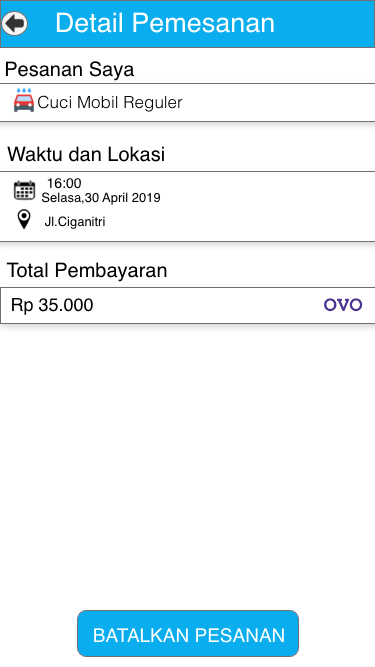 Detail Pemesanan
Pesanan Saya
Cuci Mobil Reguler
Waktu dan Lokasi
16:00
Selasa,30 April 2019
Jl.Ciganitri
Total Pembayaran
Rp 35.000 OVO
BATALKAN PESANAN